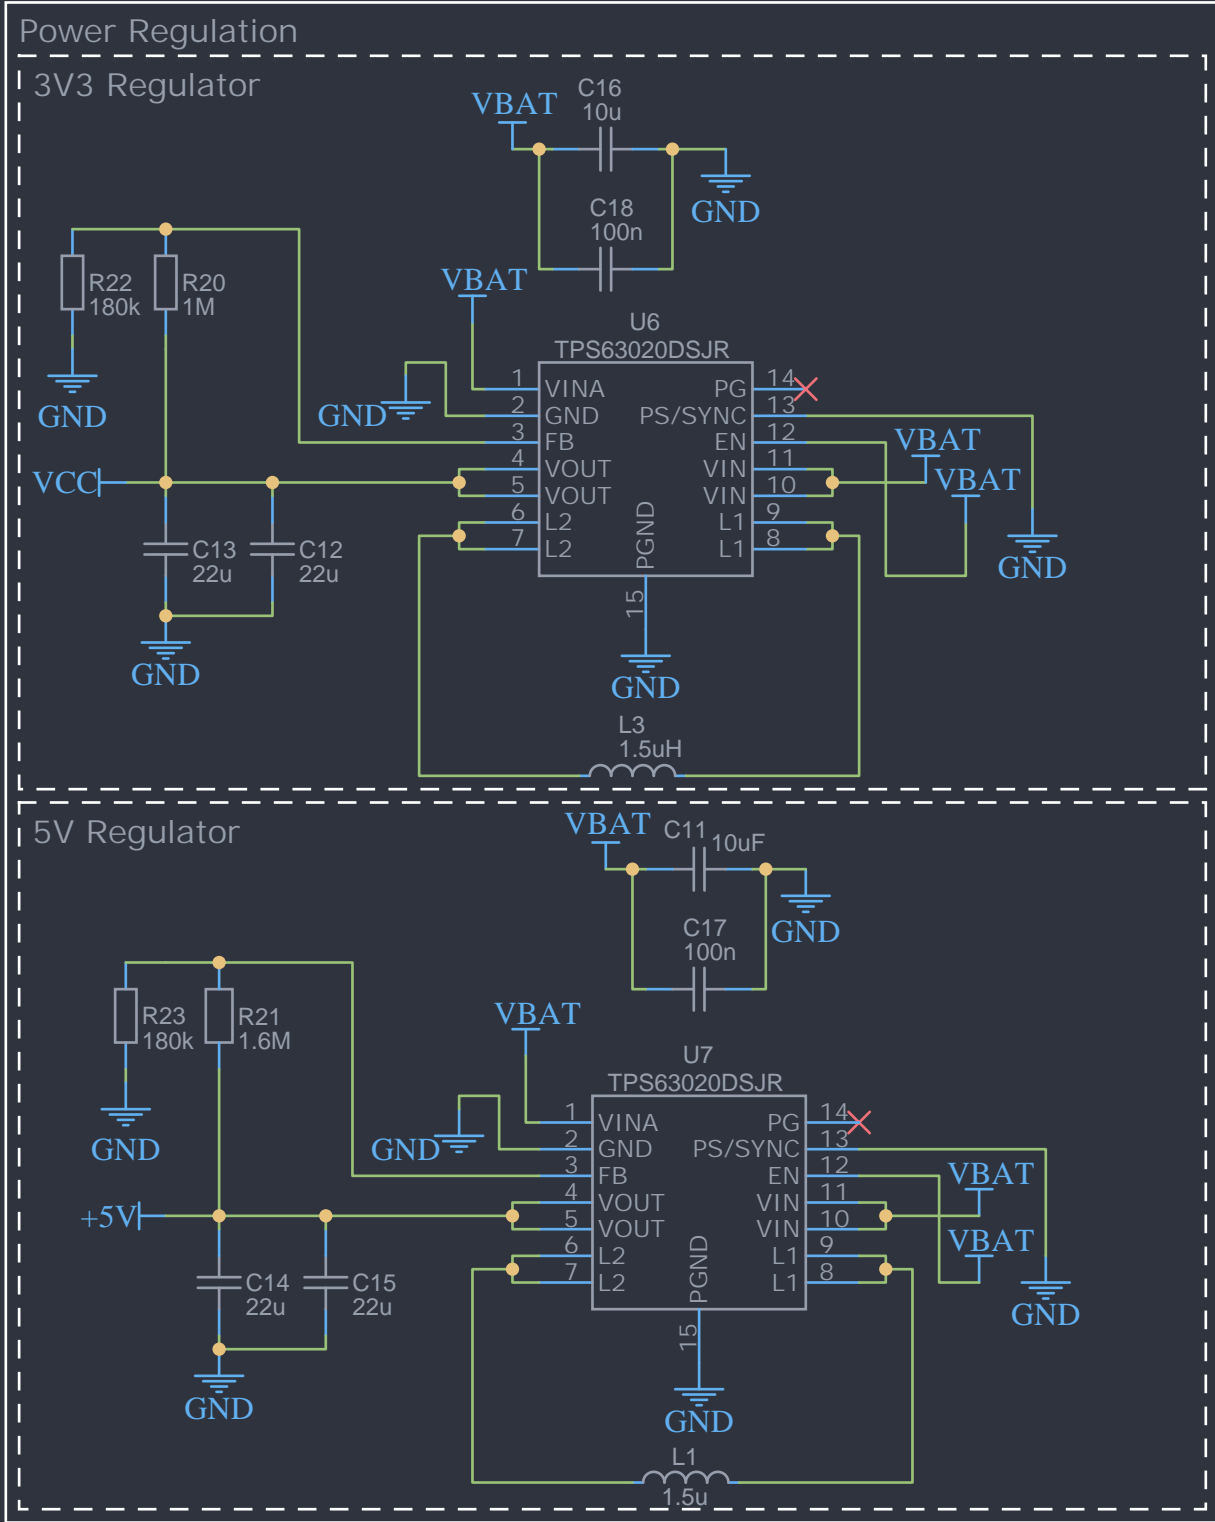 Power Regulation
3V3 Regulator
C16
10u
VBAT
GND
C18
100n
R22
180k
R20
1M
VBAT
U6
TPS63020DSJR
GND
GND
1 VINA
2 GND
3 FB
4 VOUT
5 VOUT
6 L2
7 L2
PG 14
PS/SYNC 13
EN 12
VIN 11
VIN 10
L1 9
L1 8
PGND
15
VBAT
VBAT
VCC
C13
22u
C12
22u
GND
GND
GND
L3
1.5uH
5V Regulator
VBAT
C11
10uF
GND
C17
100n
R23
180k
R21
1.6M
VBAT
U7
TPS63020DSJR
GND
GND
1 VINA
2 GND
3 FB
4 VOUT
5 VOUT
6 L2
7 L2
PG 14
PS/SYNC 13
EN 12
VIN 11
VIN 10
L1 9
L1 8
PGND
15
VBAT
VBAT
+5V
C14
22u
C15
22u
GND
GND
GND
L1
1.5u